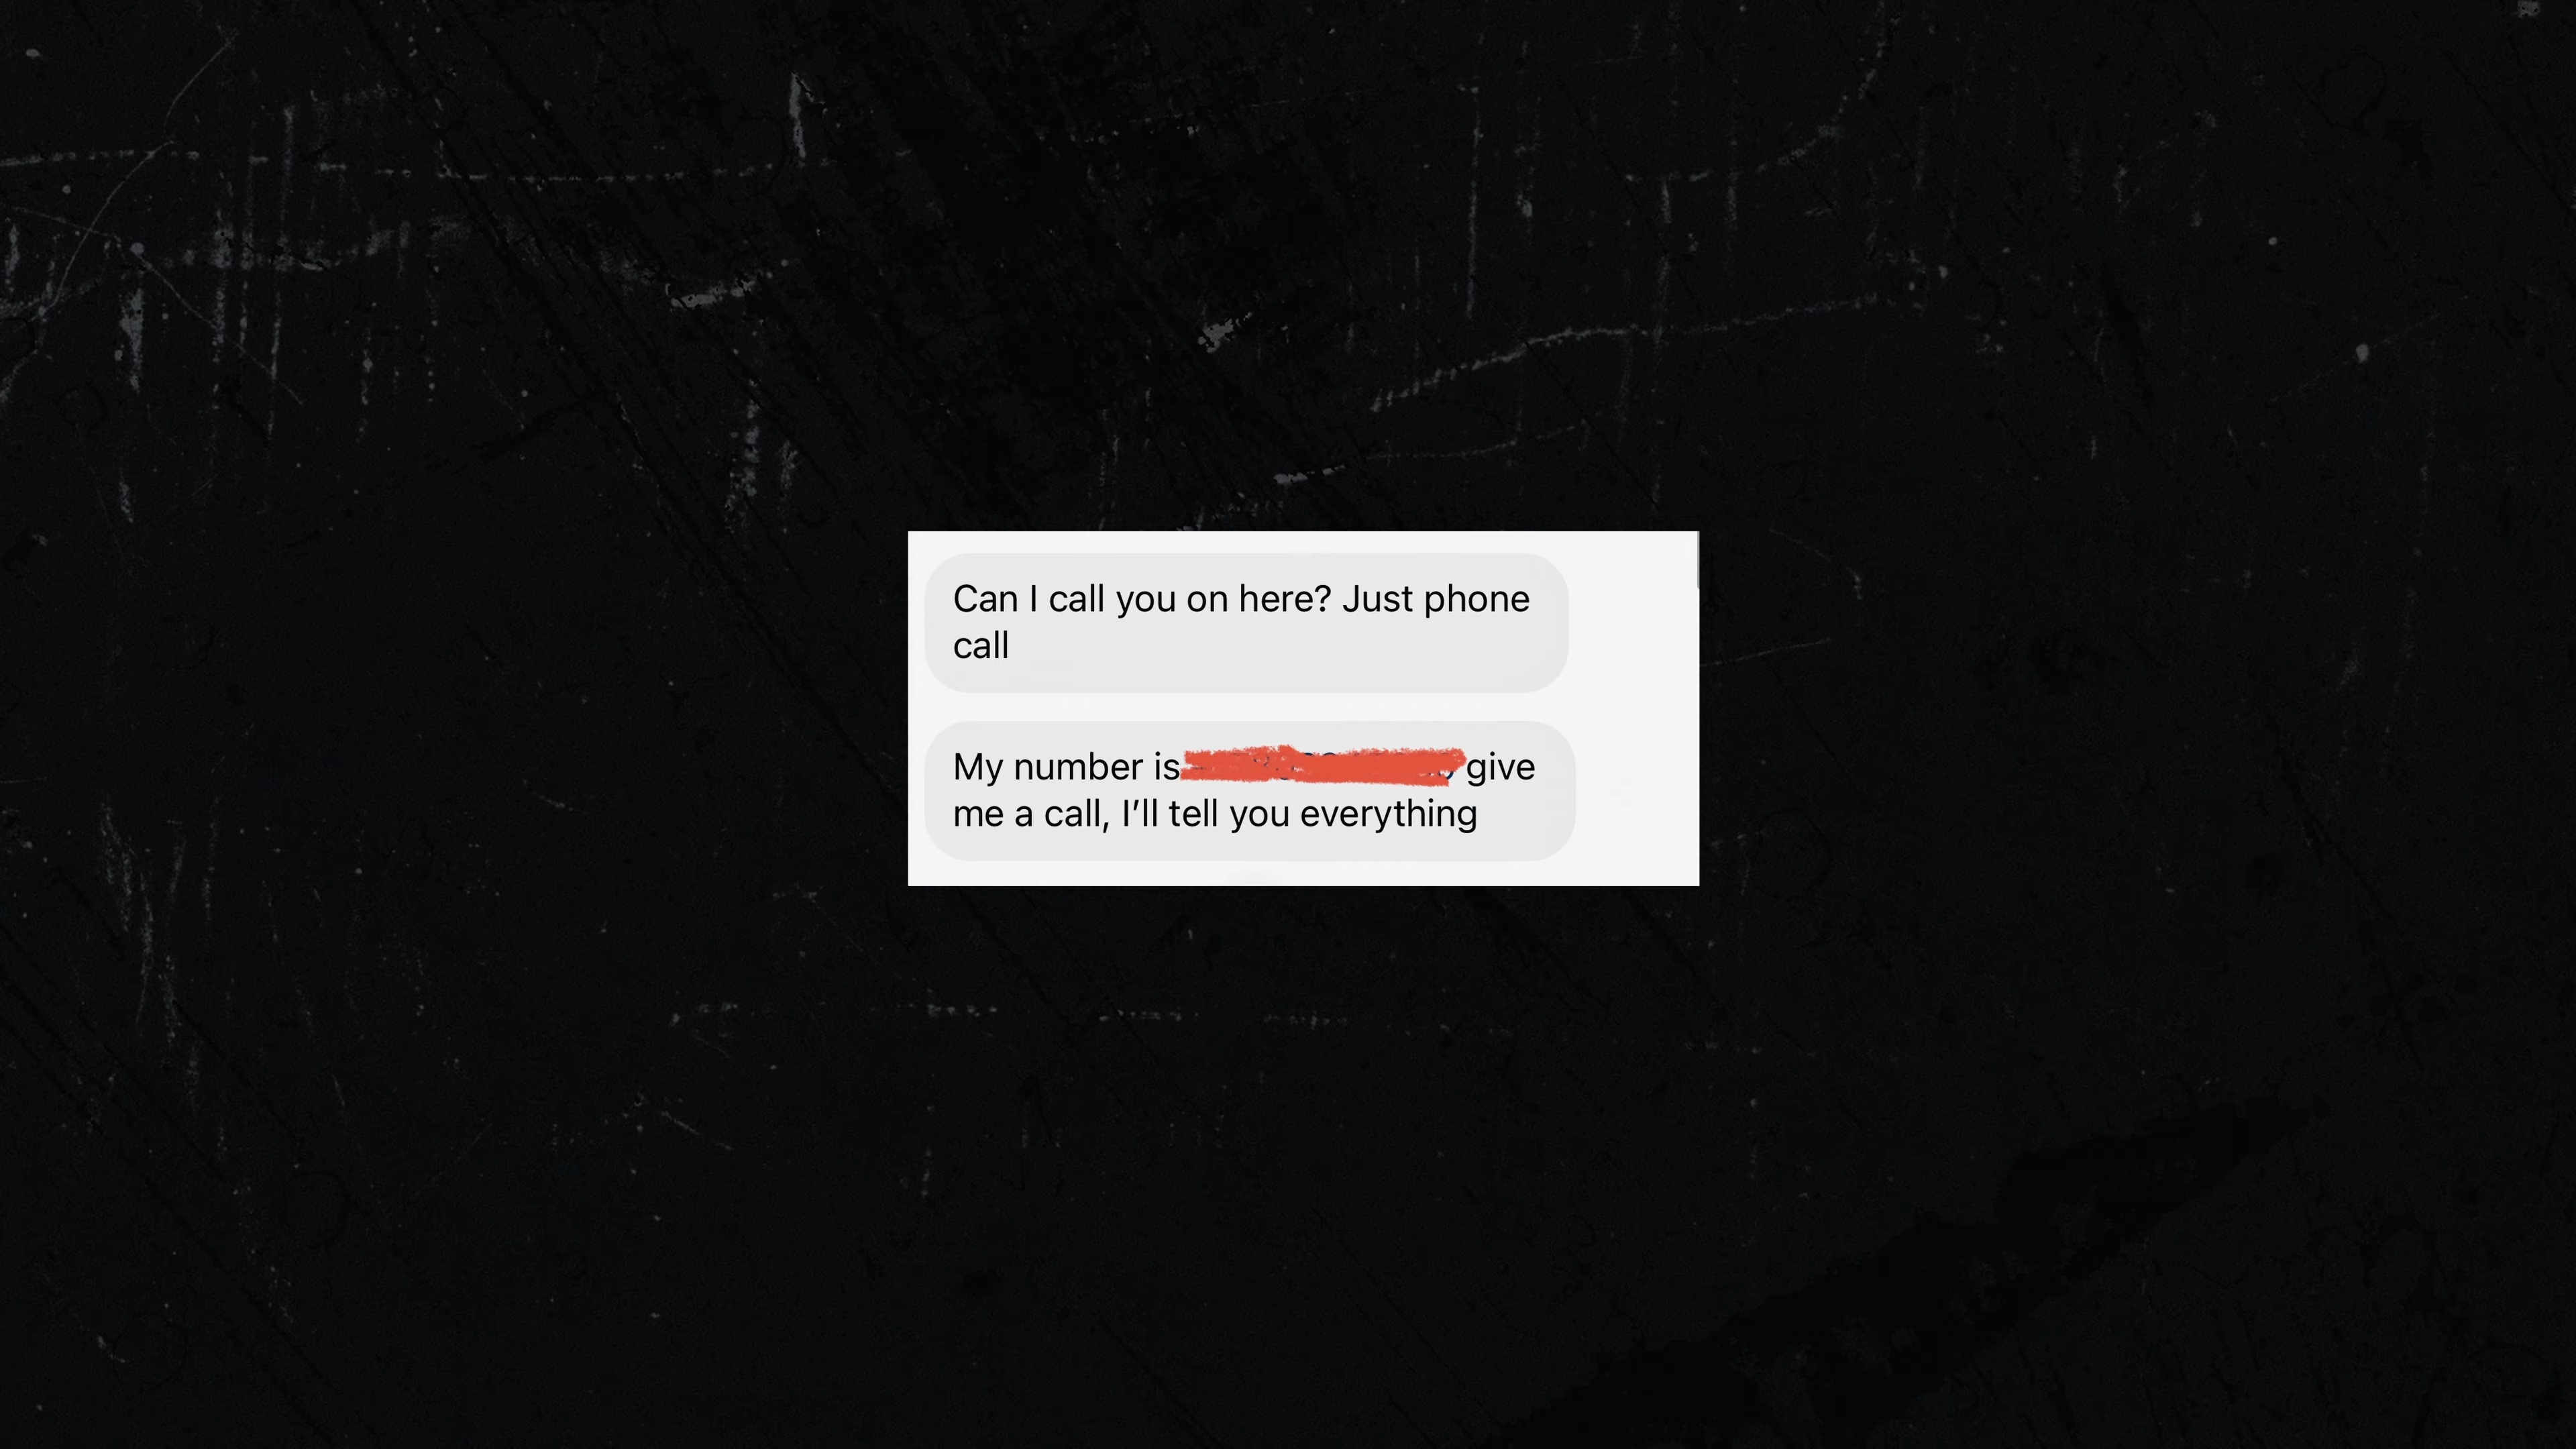 Can I call you on here? Just phone
call
My number is give
me a call, I’ll tell you everything